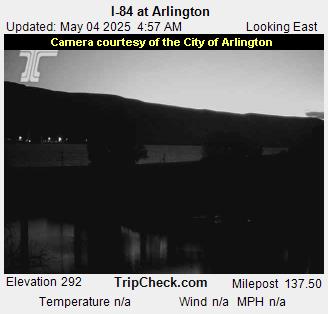 I-84 at Arlington
Updated: May 04 2025 4:57 AM Looking East
Camera courtesy of the City of Arlington
Elevation 292 TripCheck.com Milepost 137.50
Temperature n/a Wind n/a MPH n/a